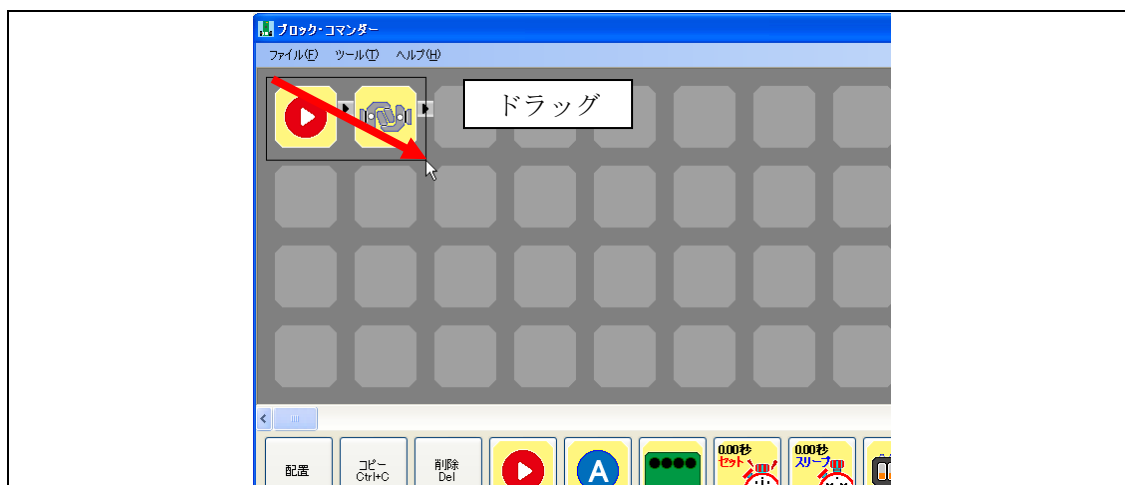 ブロック・コマンダー
ファイル(F) ツール(T) ヘルプ(H)
ドラッグ
配置
コピー
Ctrl+C
削除
Del
A
0.00秒
セット
0.00秒
スリープ